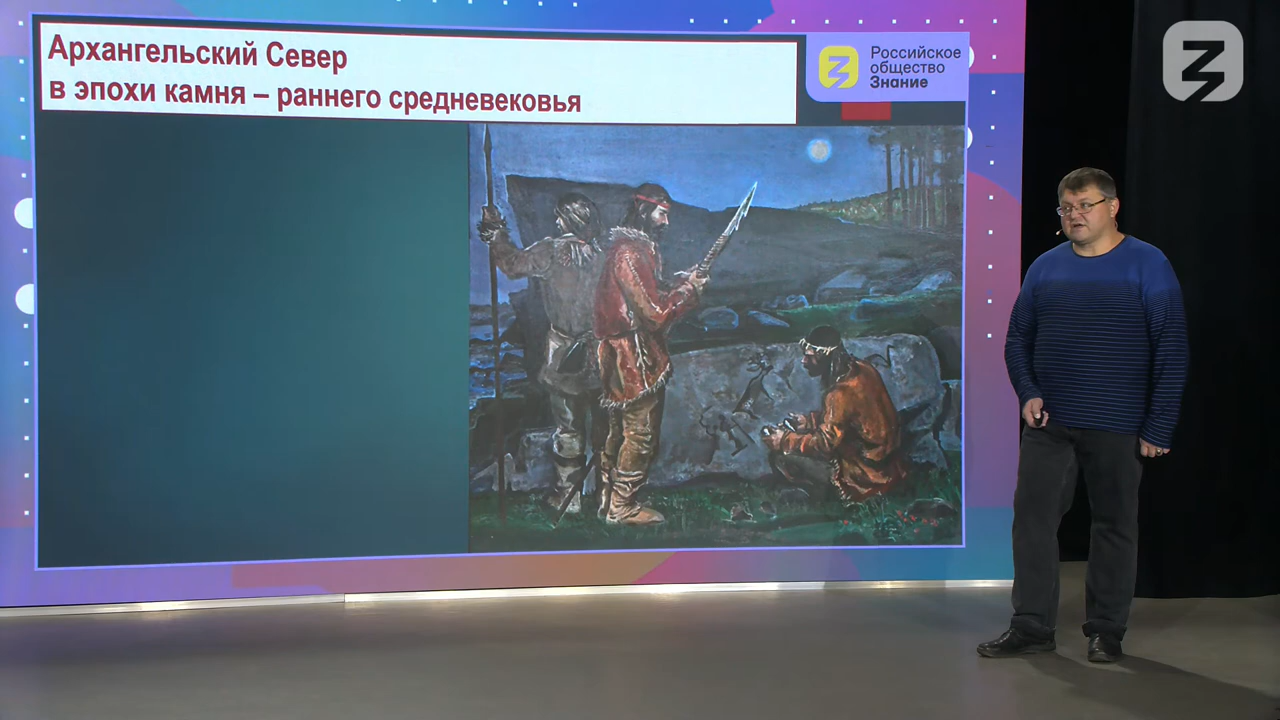 Архангельский Север
в эпохи камня – раннего средневековья
Российское
общество
Знание